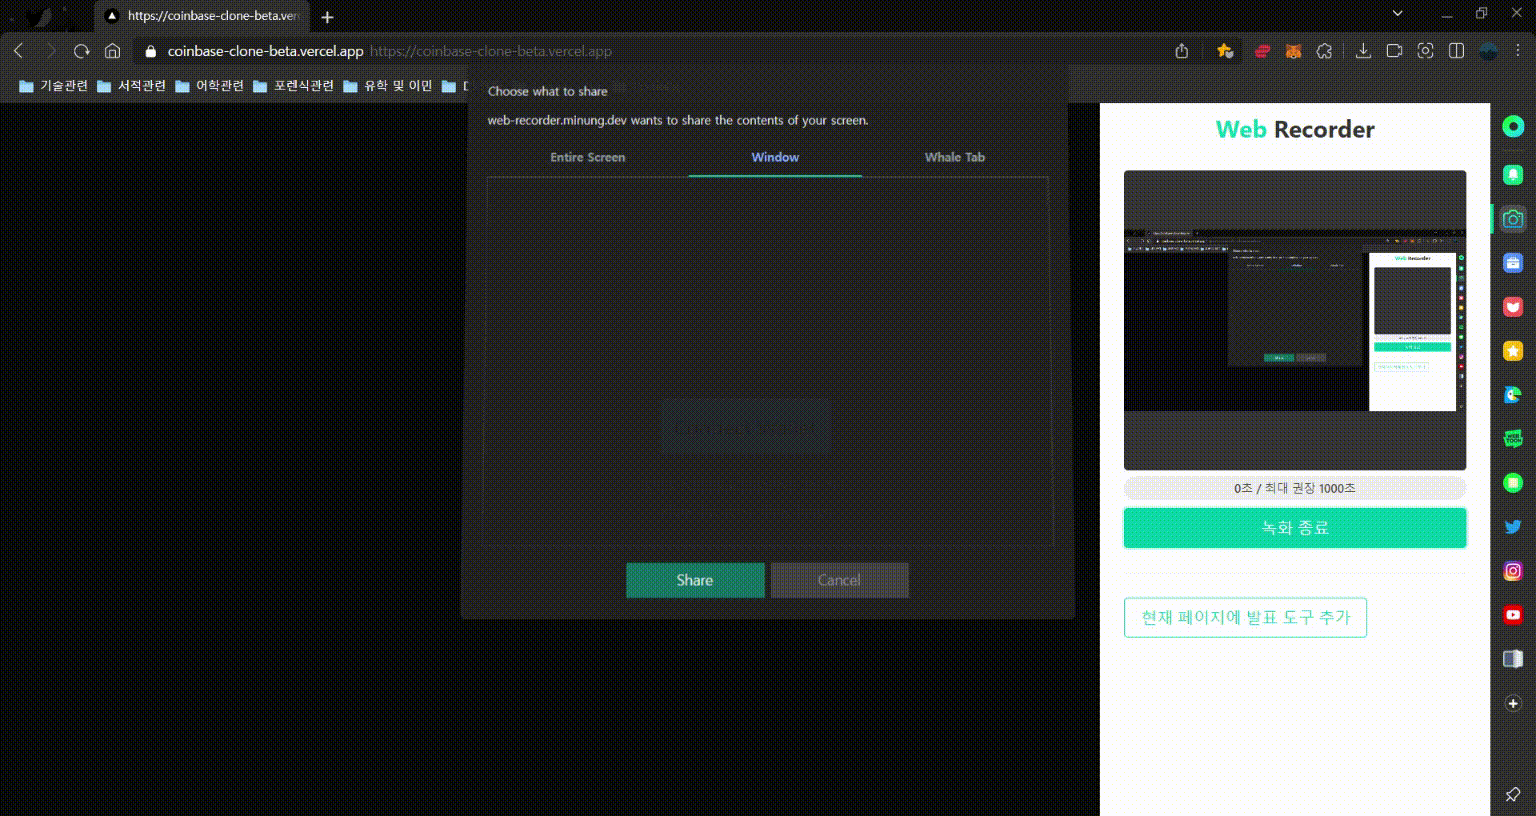 https://coinbase-clone-beta.ver
coinbase-clone-beta.vercel.app https://coinbase-clone-beta.vercel.app
기술관련 서적관련 어학관련 포렌식관련 유학 및 이민
Choose what to share
web-recorder.minung.dev wants to share the contents of your screen.
Entire Screen Window Whale Tab
Share Cancel
Web Recorder
Web Recorder
0초 / 최대 권장 1000초
녹화 종료
현재 페이지에 발표 도구 추가